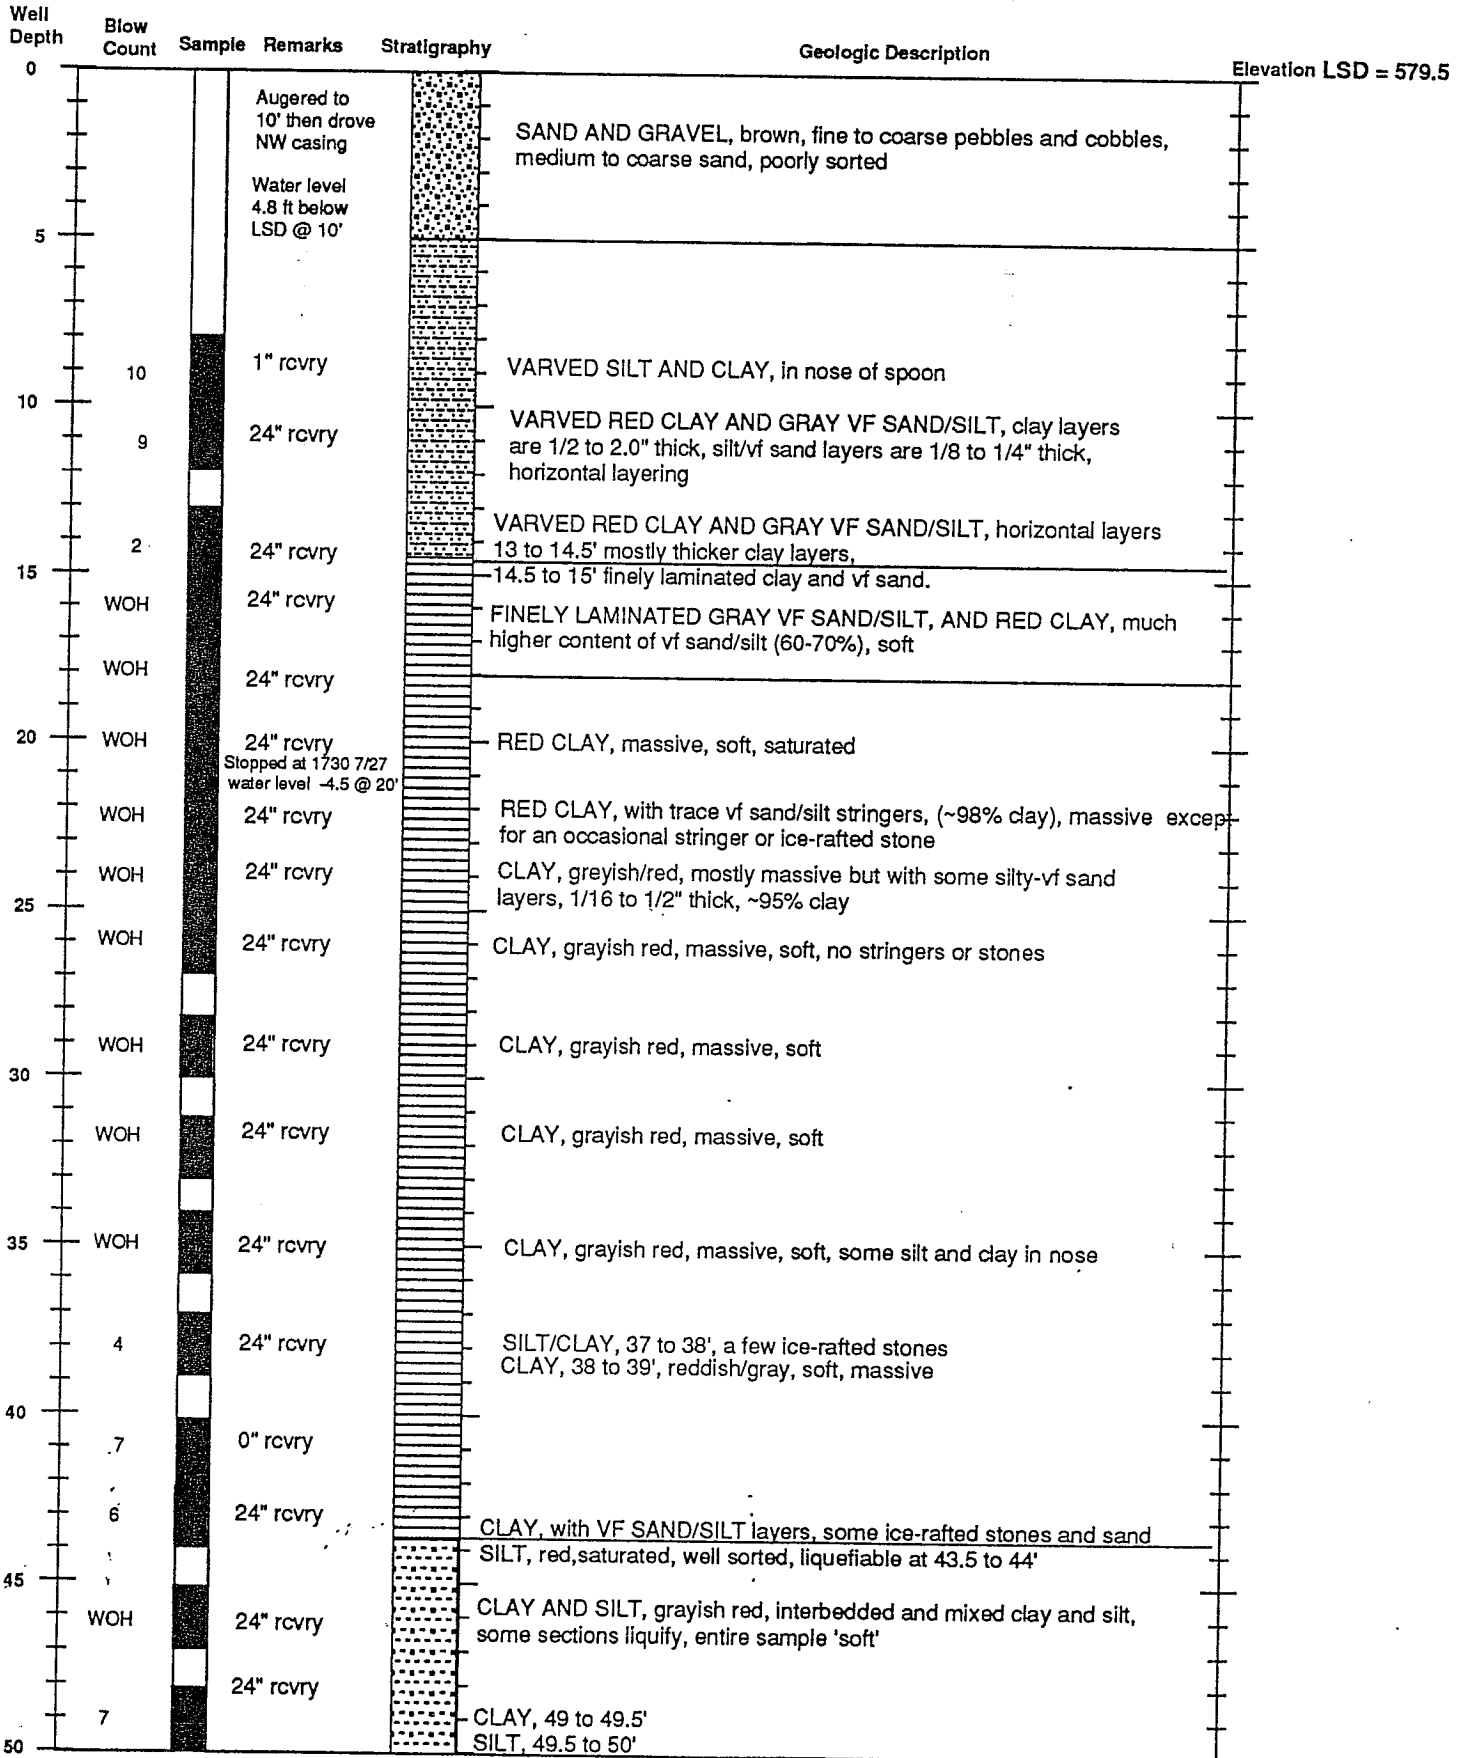 Well
Depth
Blow
Count
Sample
Remarks
Stratigraphy
Geologic Description
Elevation LSD = 579.5
0
Augered to
10' then drove
NW casing
SAND AND GRAVEL, brown, fine to coarse pebbles and cobbles,
medium to coarse sand, poorly sorted
Water level
4.8 ft below
LSD @ 10'
5
10
1" rcvry
VARVED SILT AND CLAY, in nose of spoon
10
9
24" rcvry
VARVED RED CLAY AND GRAY VF SAND/SILT, clay layers
are 1/2 to 2.0" thick, silt/vf sand layers are 1/8 to 1/4" thick,
horizontal layering
2
24" rcvry
VARVED RED CLAY AND GRAY VF SAND/SILT, horizontal layers
13 to 14.5' mostly thicker clay layers,
15
14.5 to 15' finely laminated clay and vf sand.
WOH
24" rcvry
FINELY LAMINATED GRAY VF SAND/SILT, AND RED CLAY, much
higher content of vf sand/silt (60-70%), soft
WOH
24" rcvry
20
WOH
24" rcvry
RED CLAY, massive, soft, saturated
Stopped at 1730 7/27
water level -4.5 @ 20'
WOH
24" rcvry
RED CLAY, with trace vf sand/silt stringers, (~98% clay), massive excep
for an occasional stringer or ice-rafted stone
WOH
24" rcvry
CLAY, greyish/red, mostly massive but with some silty-vf sand
layers, 1/16 to 1/2" thick, ~95% clay
25
WOH
24" rcvry
CLAY, grayish red, massive, soft, no stringers or stones
WOH
24" rcvry
CLAY, grayish red, massive, soft
30
WOH
24" rcvry
CLAY, grayish red, massive, soft
35
WOH
24" rcvry
CLAY, grayish red, massive, soft, some silt and clay in nose
4
24" rcvry
SILT/CLAY, 37 to 38', a few ice-rafted stones
CLAY, 38 to 39', reddish/gray, soft, massive
40
7
0" rcvry
6
24" rcvry
CLAY, with VF SAND/SILT layers, some ice-rafted stones and sand
SILT, red,saturated, well sorted, liquefiable at 43.5 to 44'
45
WOH
24" rcvry
CLAY AND SILT, grayish red, interbedded and mixed clay and silt,
some sections liquify, entire sample 'soft'
24" rcvry
7
CLAY, 49 to 49.5'
50
SILT, 49.5 to 50'